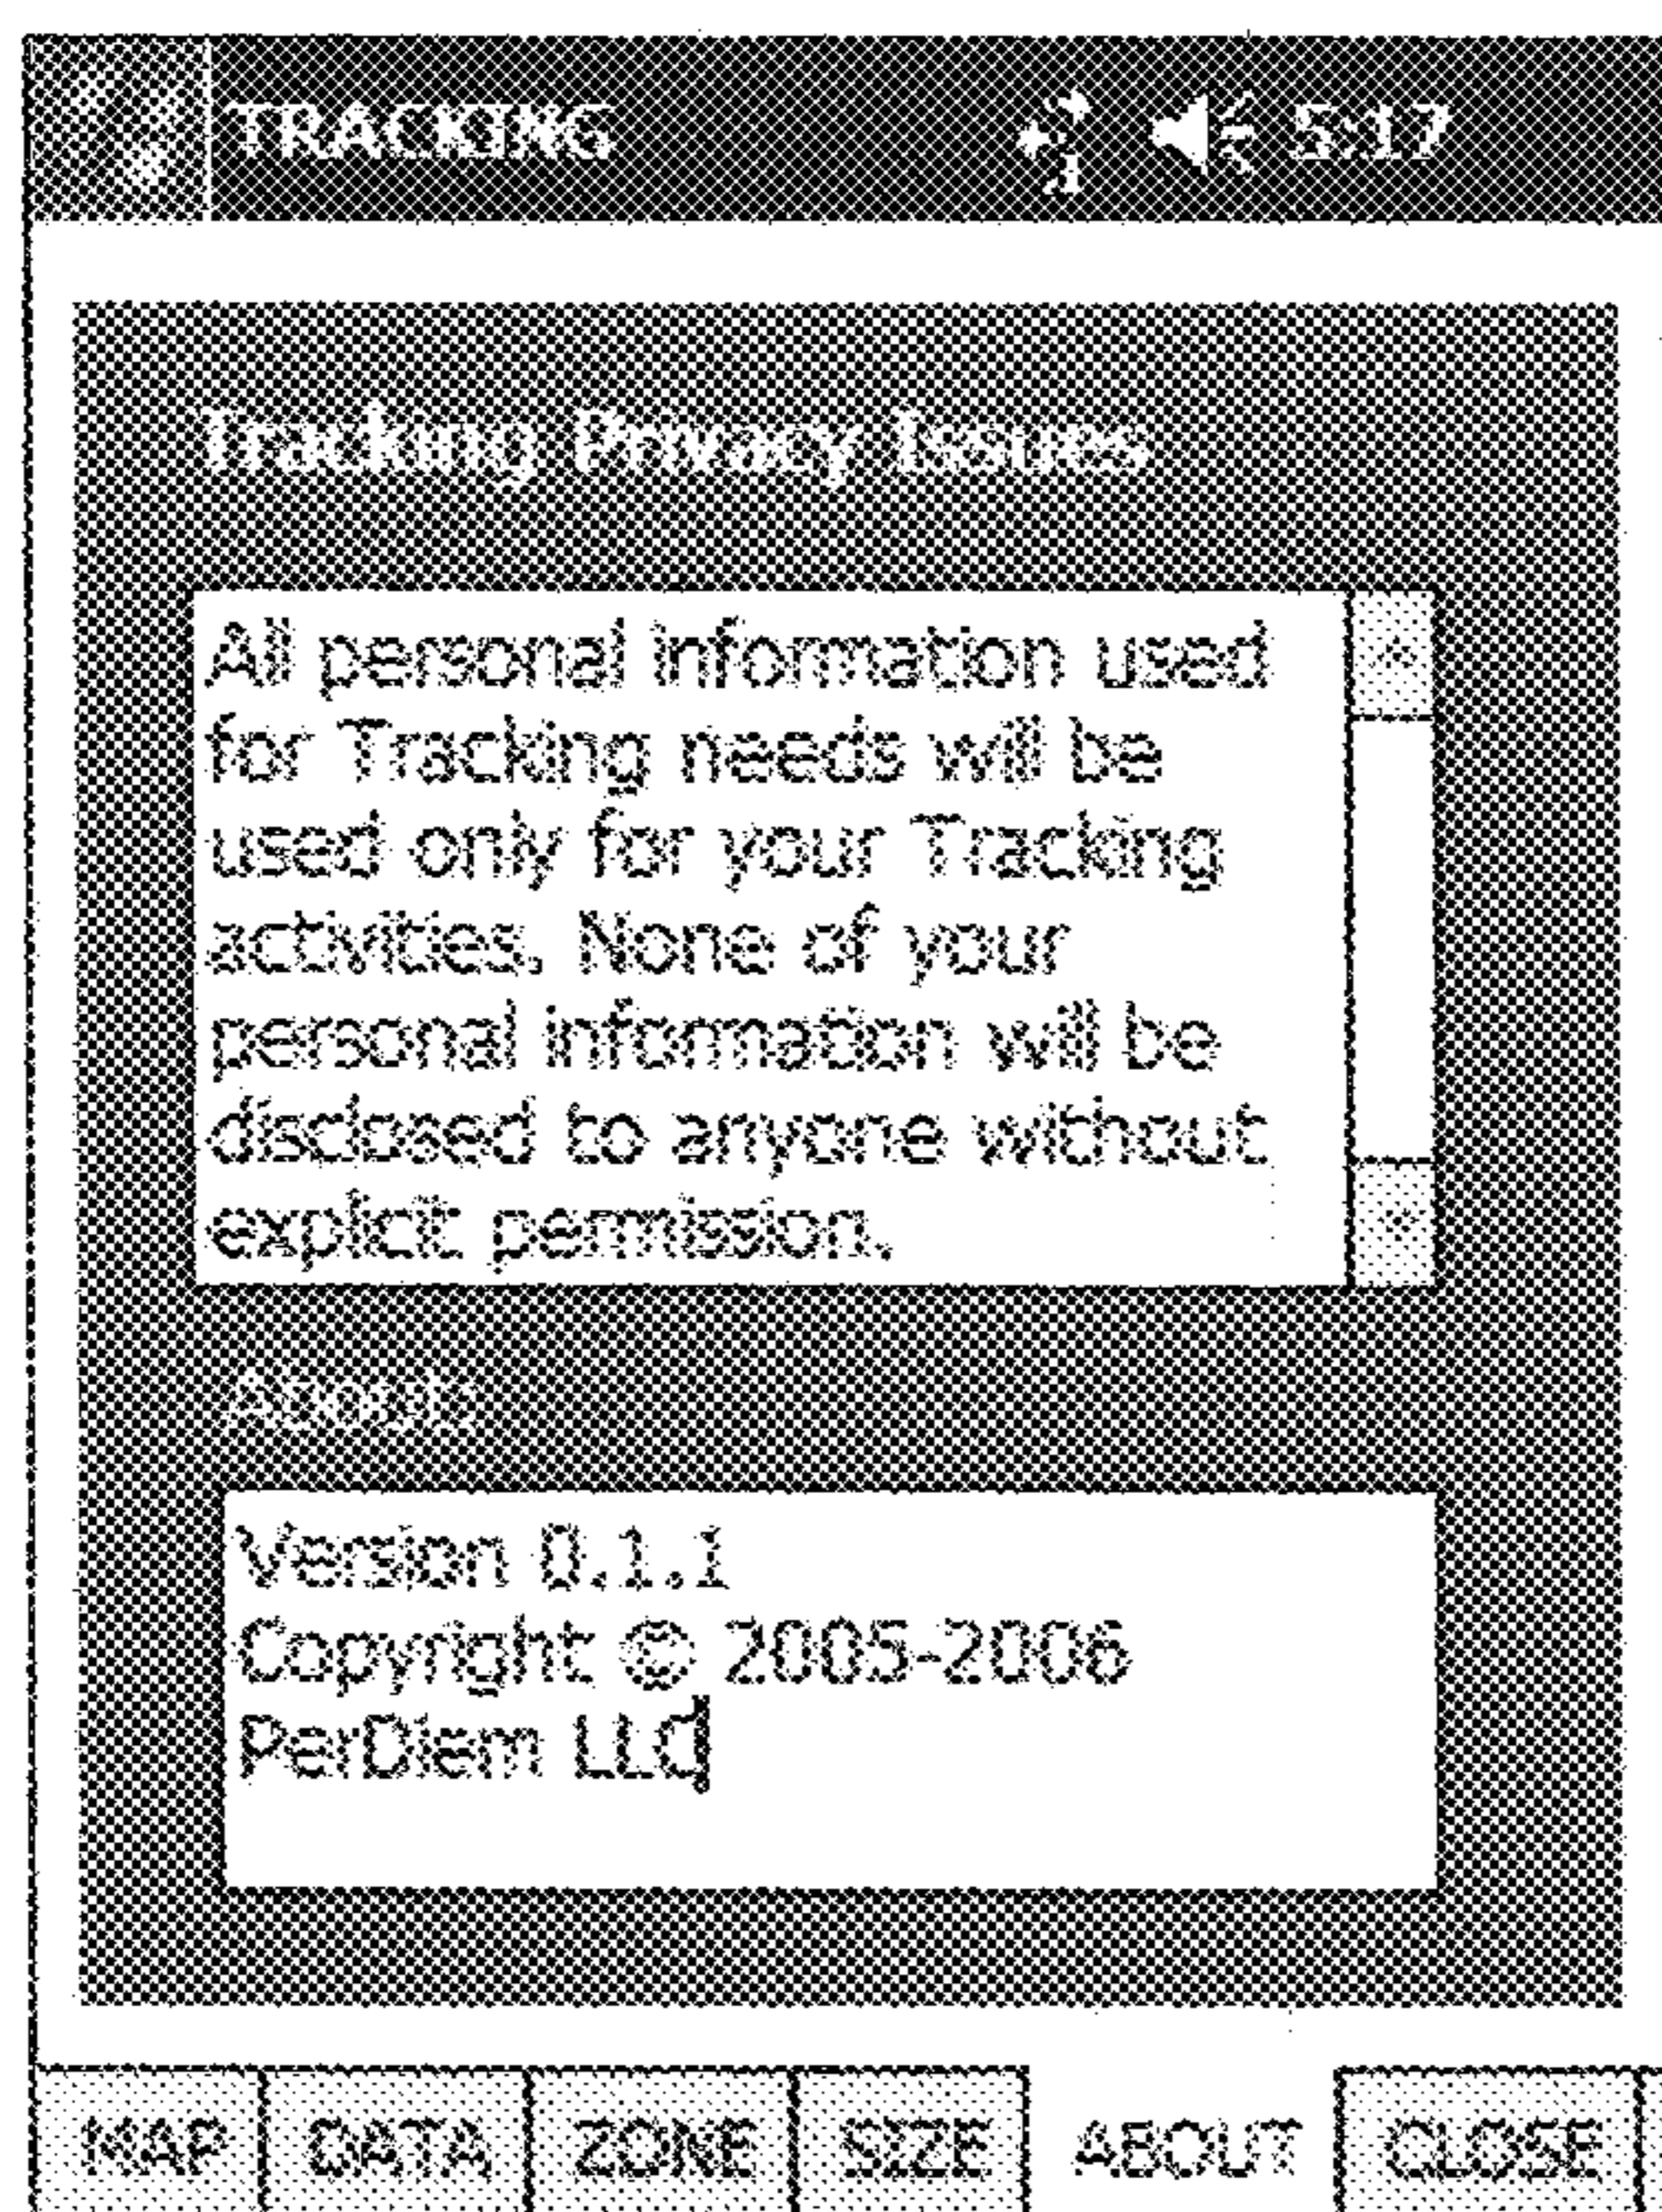 TRACKING 5:17
Tracking Privacy Issues
All personal information used
for Tracking needs will be
used only for your Tracking
activities. None of your
personal information will be
disclosed to anyone without
explicit permission.
About:
Version 0.1.1
Copyright © 2005-2006
PerDiem LLC
MAP DATA ZONE SIZE ABOUT CLOSE